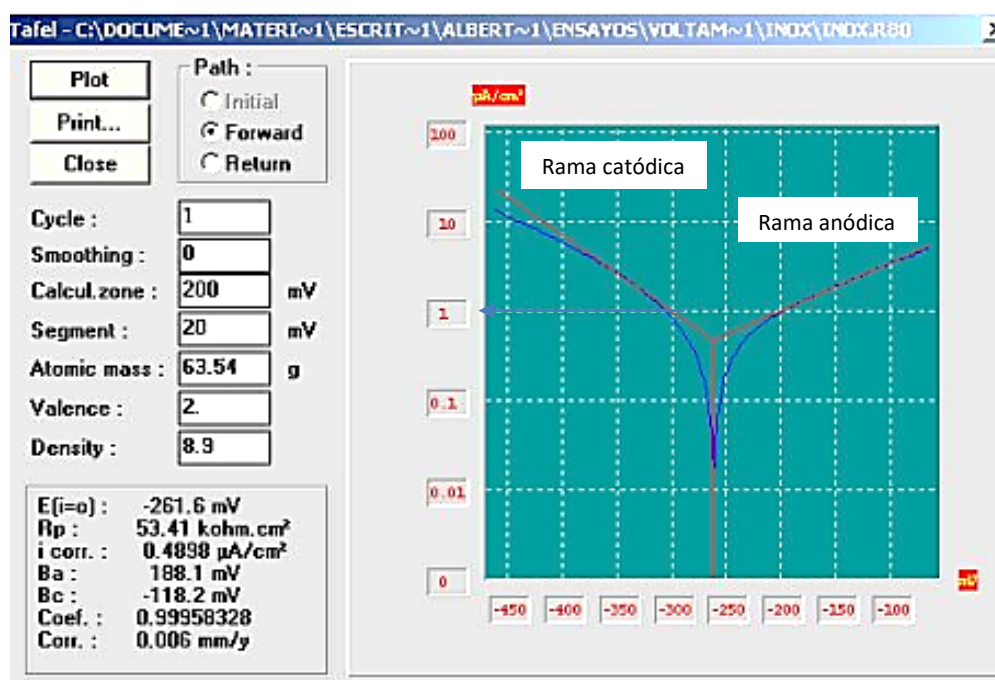 Tafel - C:\DOCUME~1\MATERI~1\ESCRIT~1\ALBERT~1\ENSAYOS\VOLTAM~1\INOX\INOX.R80
Plot
Print...
Close
Path :
Initial
Forward
Return
Cycle : 1
Smoothing : 0
Calcul.zone : 200 mV
Segment : 20 mV
Atomic mass : 63.54 g
Valence : 2.
Density : 8.9
E(i=o) : -261.6 mV
Rp : 53.41 kohm.cm²
i corr. : 0.4898 µA/cm²
Ba : 188.1 mV
Bc : -118.2 mV
Coef. : 0.99958328
Corr. : 0.006 mm/y
µA/cm²
100
Rama catódica
10
Rama anódica
1
0.1
0.01
0
mV
-450 -400 -350 -300 -250 -200 -150 -100